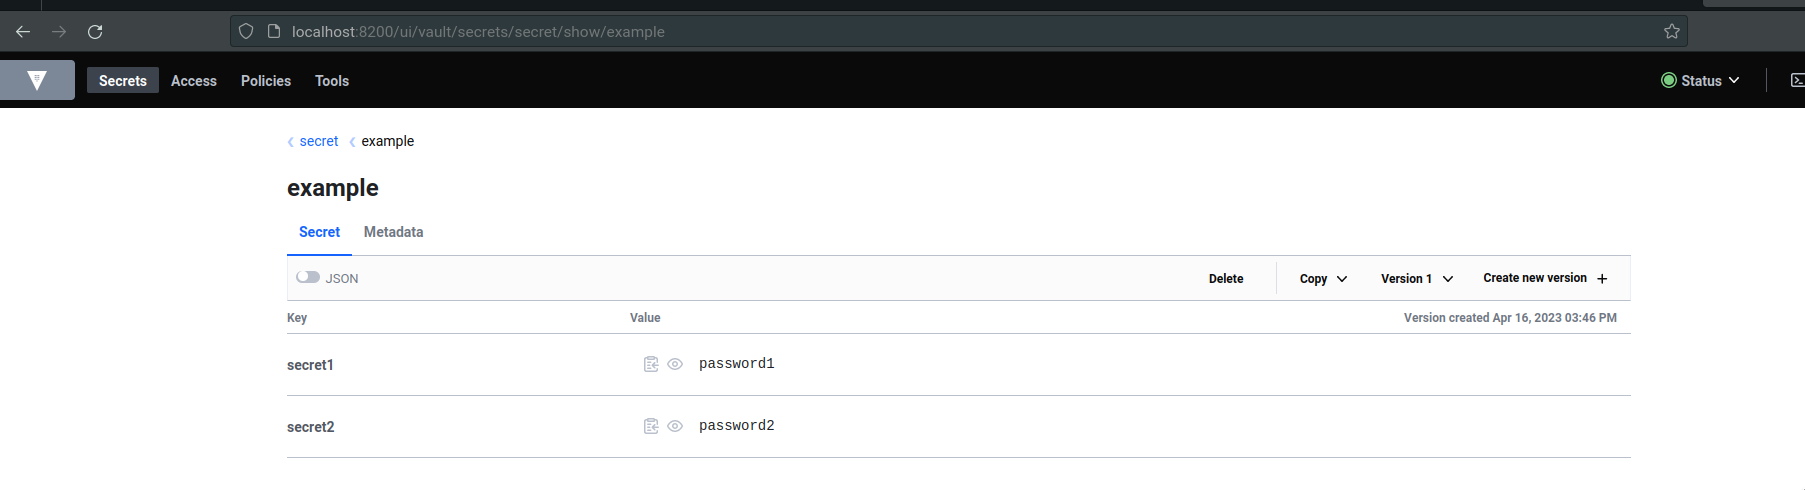 localhost:8200/ui/vault/secrets/secret/show/example
Secrets Access Policies Tools Status
secret example
example
Secret Metadata
JSON Delete Copy Version 1 Create new version
Key Value Version created Apr 16, 2023 03:46 PM
secret1 password1
secret2 password2